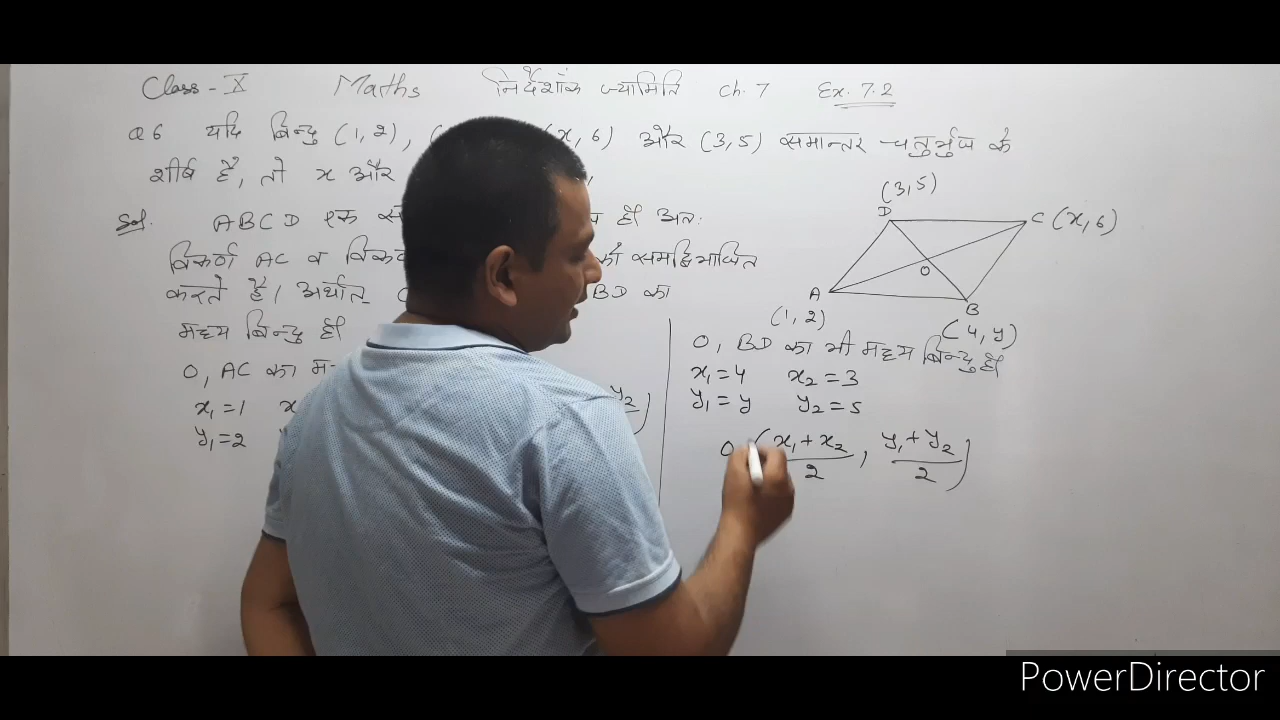 Class - X Maths निर्देशांक ज्यामिति ch. 7 Ex. 7.2
Q 6 यदि बिन्दु (1, 2), ( x, 6) और (3, 5) समान्तर चतुर्भुज के
शीर्ष हैं, तो x और
Sol. ABCD एक है अतः
विकर्ण AC व को समद्विभाजित
करते हैं। अर्थात् BD का
मध्य बिन्दु है।
O, AC का
x₁ = 1
y₁ = 2
y₂
(3, 5)
D
C (x, 6)
O
A
B
(1, 2)
(4, y)
O, BD का भी मध्य बिन्दु है।
x₁ = 4 x₂ = 3
y₁ = y y₂ = 5
O (x₁ + x₂ / 2, y₁ + y₂ / 2)
PowerDirector